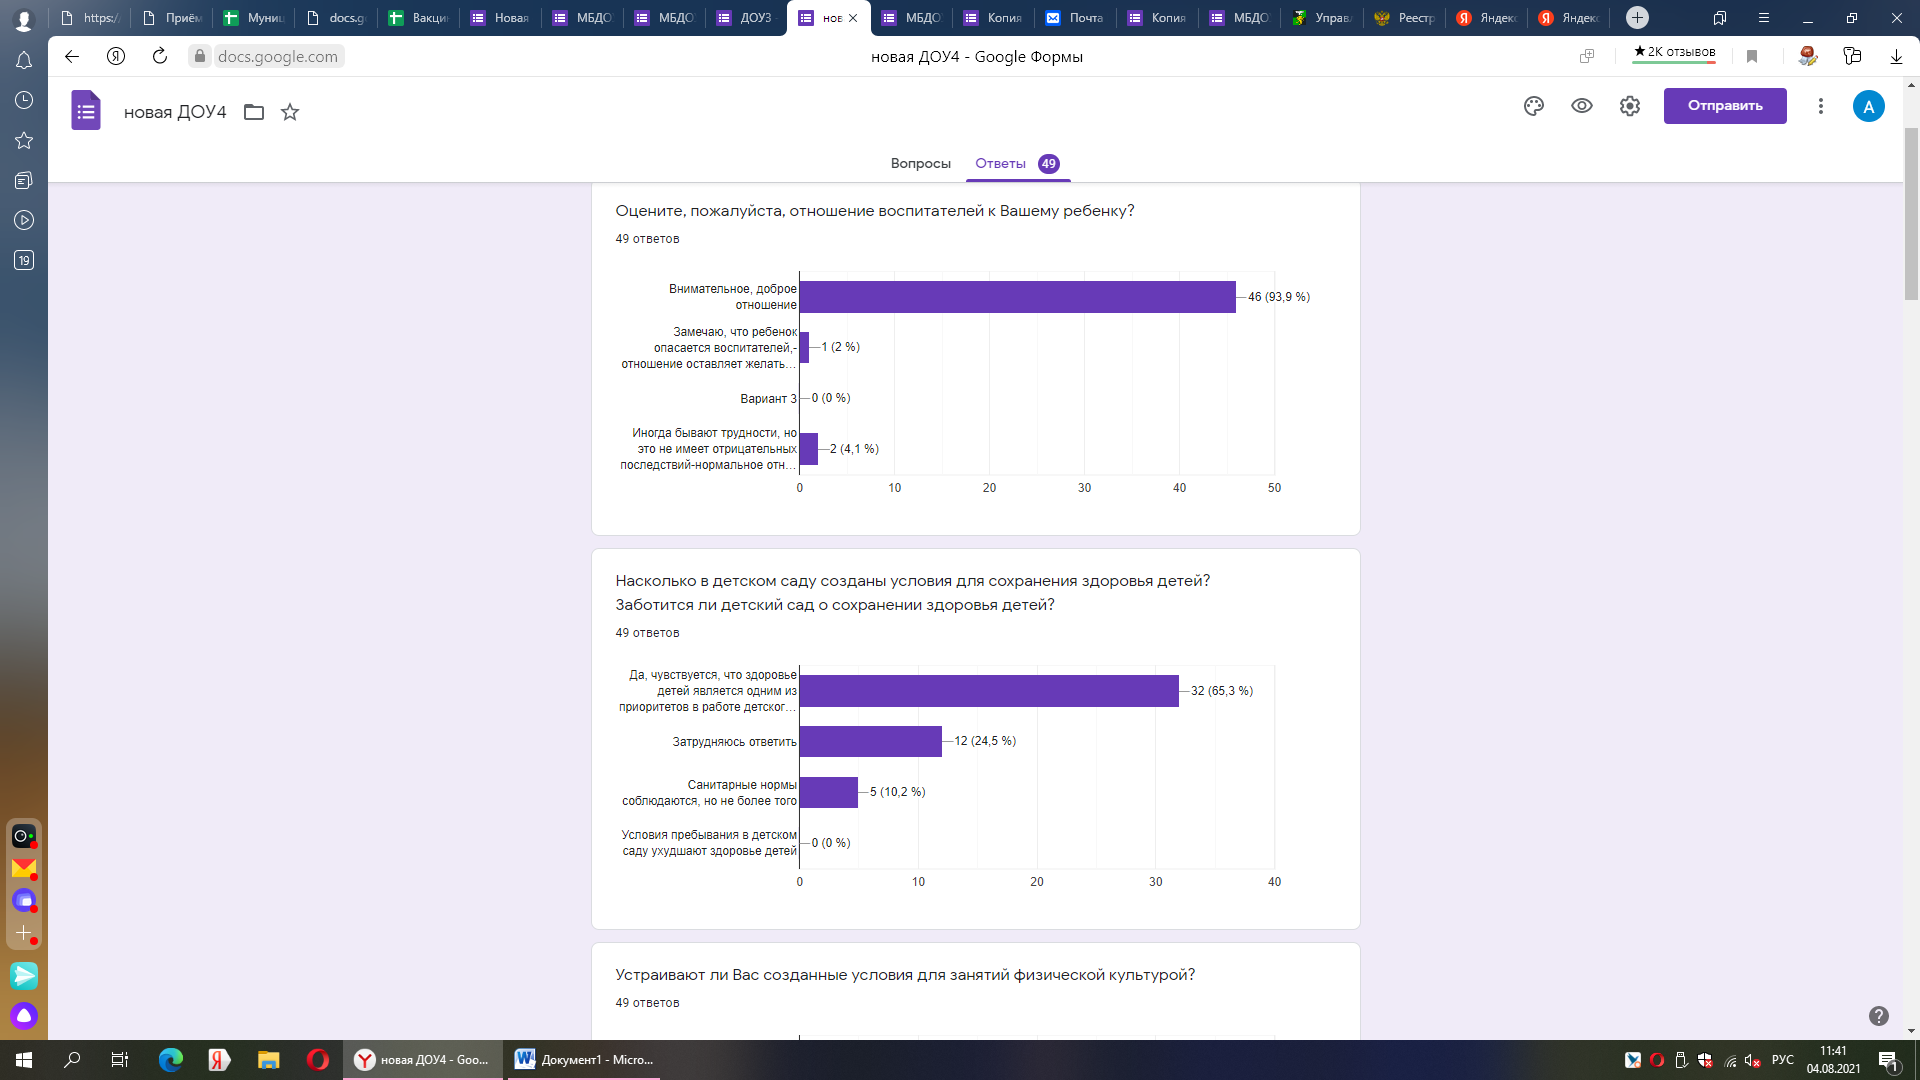 https:/
Приём
Муниц
docs.g
Вакци
Новая
МБДО
МБДО
ДОУ3
нов
МБДО
Копия
Почта
Копия
МБДО
Управ
Реестр
Яндекс
Яндекс
docs.google.com
новая ДОУ4 - Google Формы
★2K отзывов
новая ДОУ4
Отправить
A
Вопросы
Ответы 49
19
Оцените, пожалуйста, отношение воспитателей к Вашему ребенку?
49 ответов
Внимательное, доброе
отношение
46 (93,9 %)
Замечаю, что ребенок
опасается воспитателей,-
отношение оставляет желать…
1 (2 %)
Вариант 3
0 (0 %)
Иногда бывают трудности, но
это не имеет отрицательных
последствий-нормальное отн…
2 (4,1 %)
0 10 20 30 40 50
Насколько в детском саду созданы условия для сохранения здоровья детей?
Заботится ли детский сад о сохранении здоровья детей?
49 ответов
Да, чувствуется, что здоровье
детей является одним из
приоритетов в работе детског…
32 (65,3 %)
Затрудняюсь ответить
12 (24,5 %)
Санитарные нормы
соблюдаются, но не более того
5 (10,2 %)
Условия пребывания в детском
саду ухудшают здоровье детей
0 (0 %)
0 10 20 30 40
Устраивают ли Вас созданные условия для занятий физической культурой?
49 ответов
новая ДОУ4 - Goo...
Документ1 - Micro...
РУС
11:41
04.08.2021
1